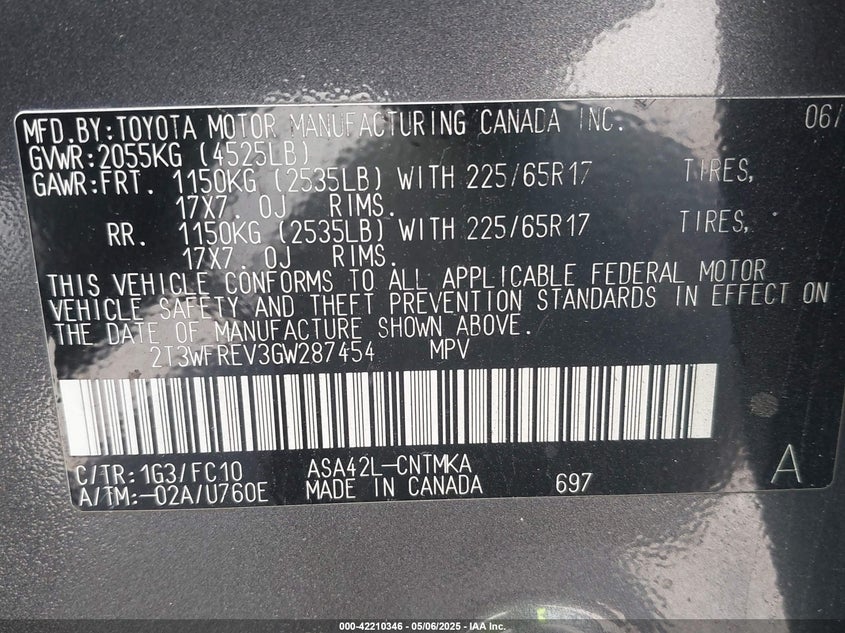 MFD.BY:TOYOTA MOTOR MANUFACTURING CANADA INC. 06/
GVWR:2055KG (4525LB)
GAWR:FRT. 1150KG (2535LB) WITH 225/65R17 TIRES,
17X7.0J RIMS.
RR. 1150KG (2535LB) WITH 225/65R17 TIRES,
17X7.0J RIMS.
THIS VEHICLE CONFORMS TO ALL APPLICABLE FEDERAL MOTOR
VEHICLE SAFETY AND THEFT PREVENTION STANDARDS IN EFFECT ON
THE DATE OF MANUFACTURE SHOWN ABOVE.
2T3WFREV3GW287454 MPV
C/TR:1G3/FC10 ASA42L-CNTMKA
A/TM:-02A/U760E MADE IN CANADA 697 A
000-42210346 - 05/06/2025 - IAA Inc.